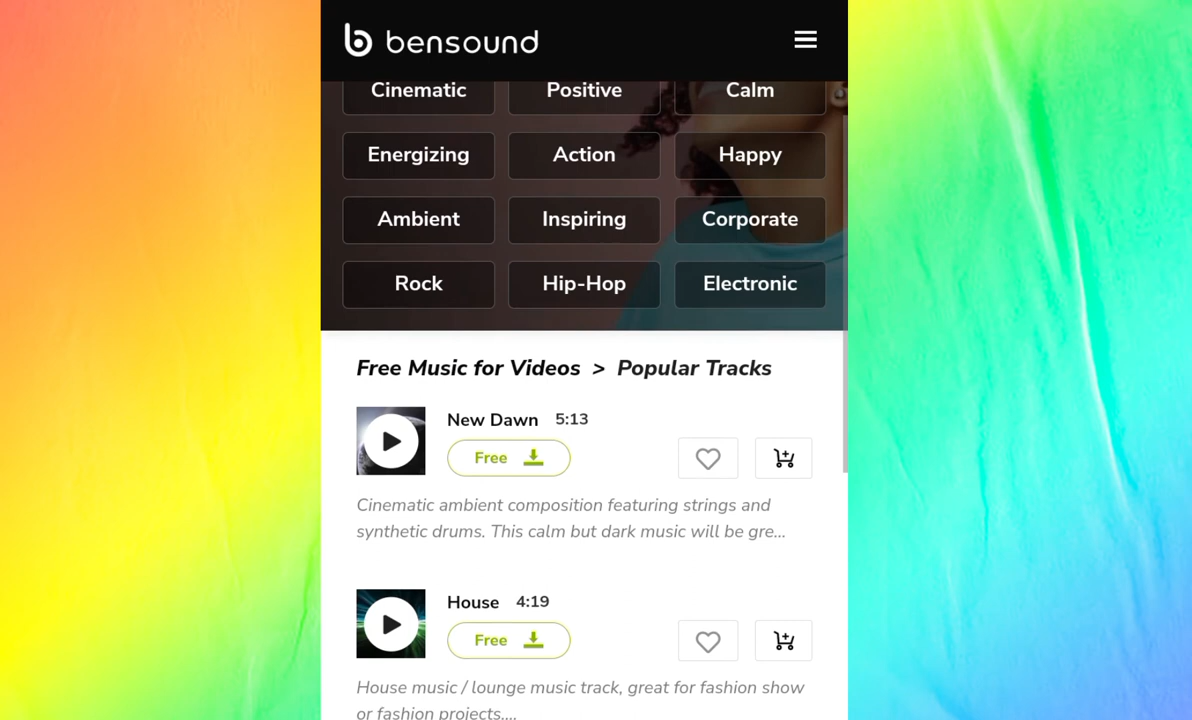 bensound
Cinematic Positive Calm
Energizing Action Happy
Ambient Inspiring Corporate
Rock Hip-Hop Electronic
Free Music for Videos > Popular Tracks
New Dawn 5:13
Free
Cinematic ambient composition featuring strings and
synthetic drums. This calm but dark music will be gre...
House 4:19
Free
House music / lounge music track, great for fashion show
or fashion projects....